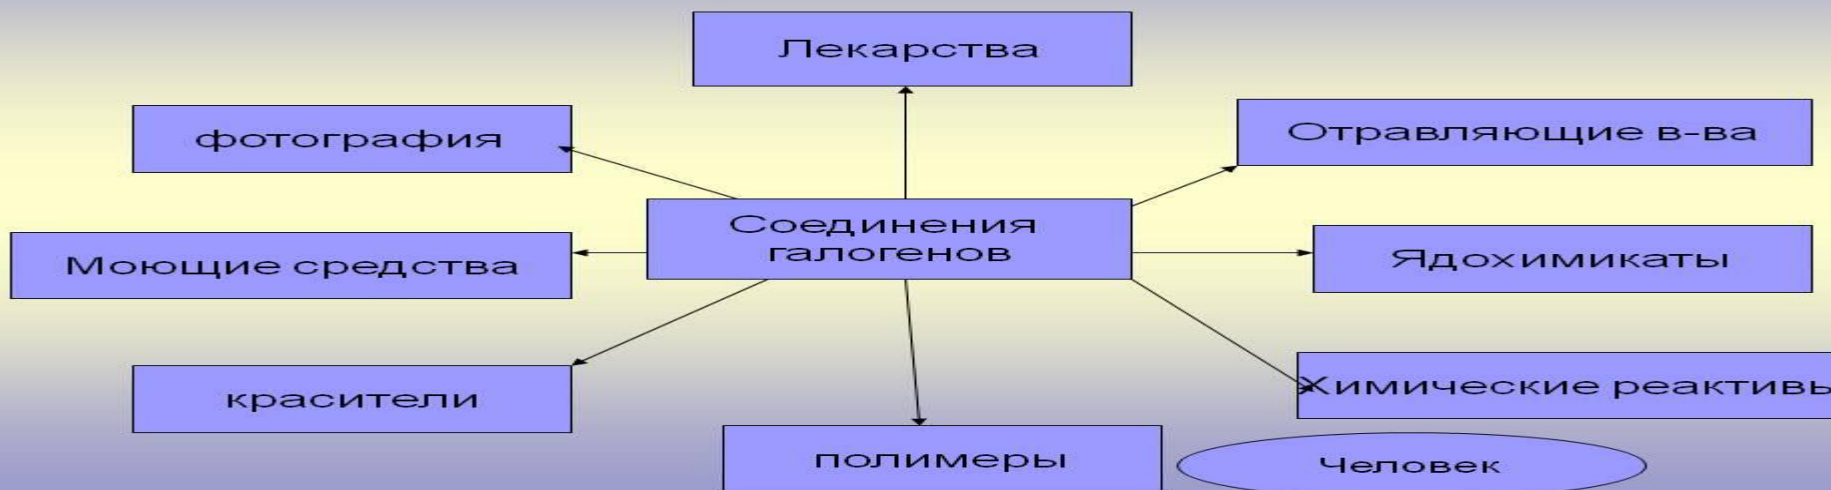 Лекарства
фотография
Отравляющие в-ва
Соединения
галогенов
Моющие средства
Ядохимикаты
красители
Химические реактивы
полимеры
Человек